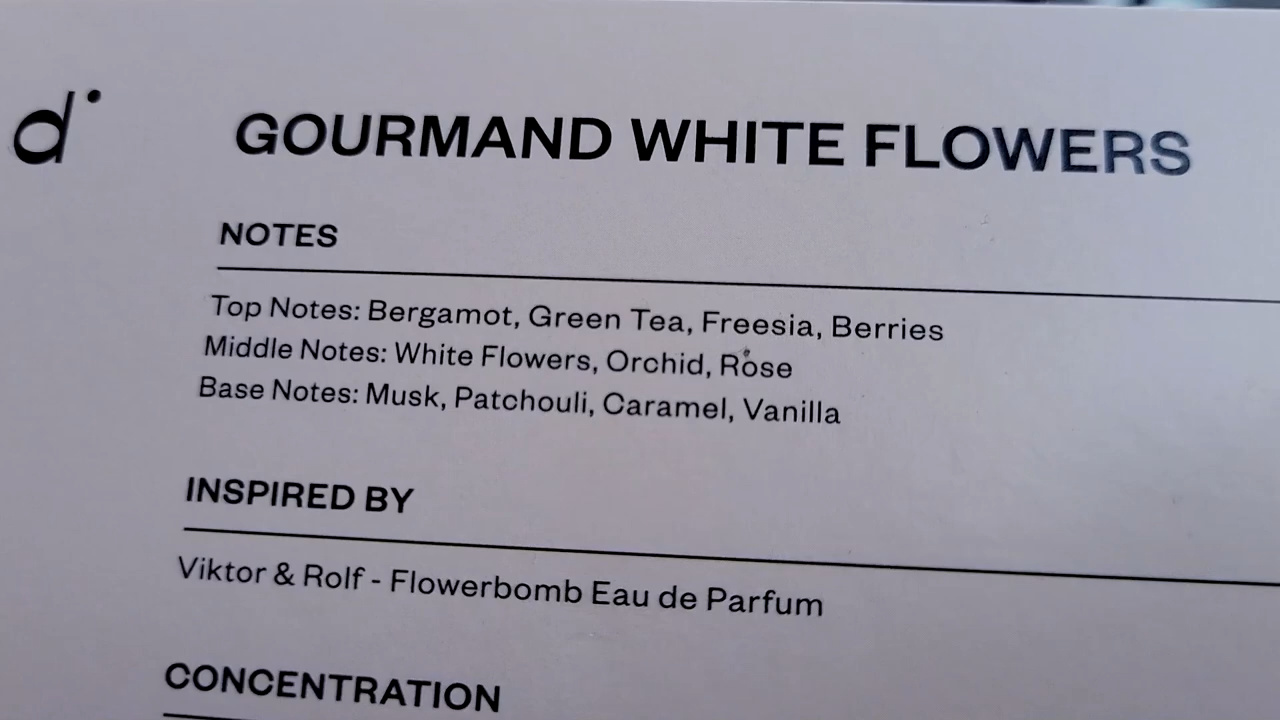 d
GOURMAND WHITE FLOWERS
NOTES
Top Notes: Bergamot, Green Tea, Freesia, Berries
Middle Notes: White Flowers, Orchid, Rose
Base Notes: Musk, Patchouli, Caramel, Vanilla
INSPIRED BY
Viktor & Rolf - Flowerbomb Eau de Parfum
CONCENTRATION